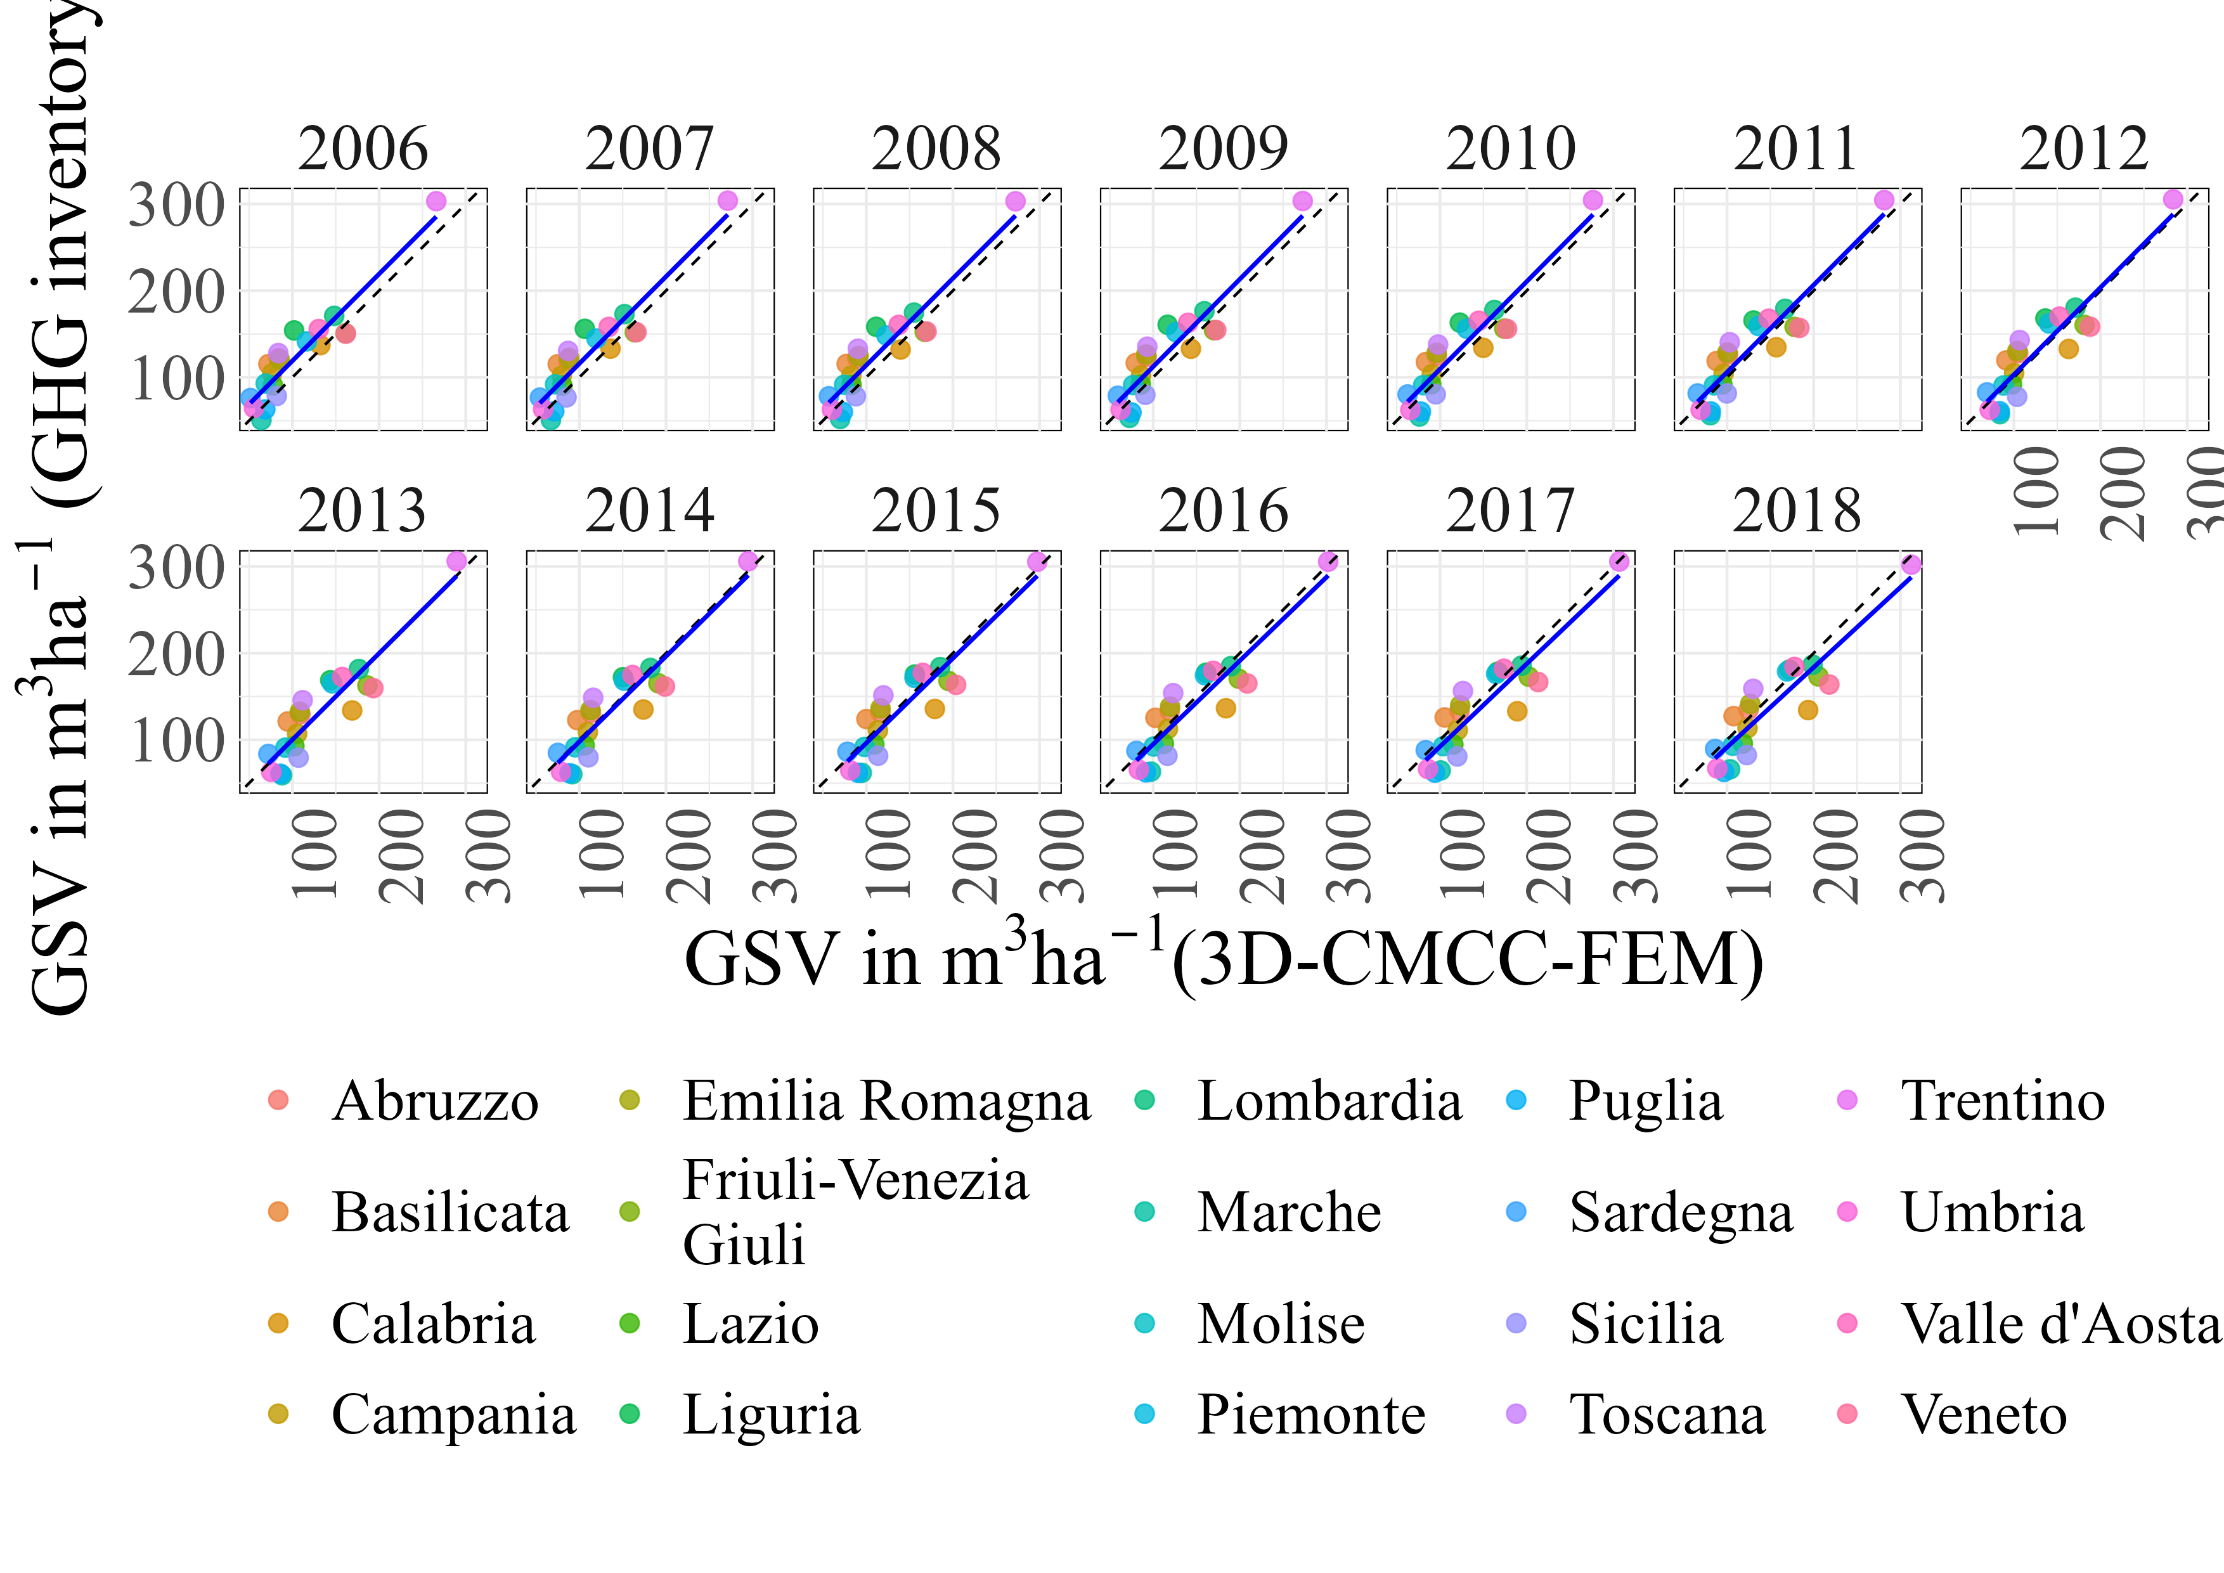 GSV in m³ha⁻¹ (GHG inventory
2006 2007 2008 2009 2010 2011 2012
300
200
100
100 200 300
2013 2014 2015 2016 2017 2018
300
200
100
100 200 300 100 200 300 100 200 300 100 200 300 100 200 300 100 200 300
GSV in m³ha⁻¹(3D-CMCC-FEM)
Abruzzo Emilia Romagna Lombardia Puglia Trentino
Basilicata Friuli-Venezia Marche Sardegna Umbria
Giuli
Calabria Lazio Molise Sicilia Valle d'Aosta
Campania Liguria Piemonte Toscana Veneto